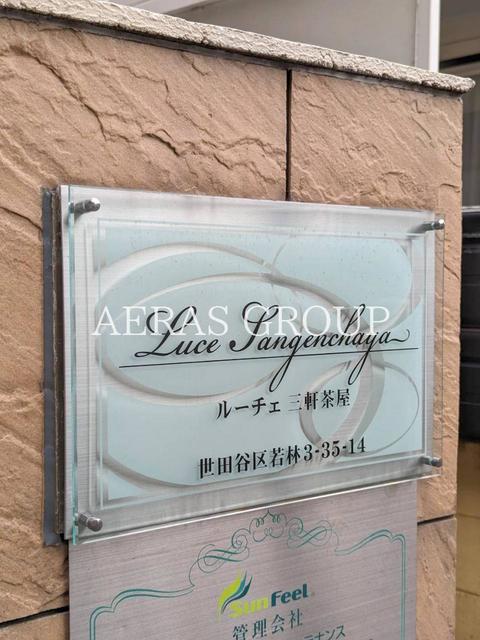 AERAS GROUP
Luce Sangenchaya
ルーチェ 三軒茶屋
世田谷区若林3-35-14
SunFeel
管理会社